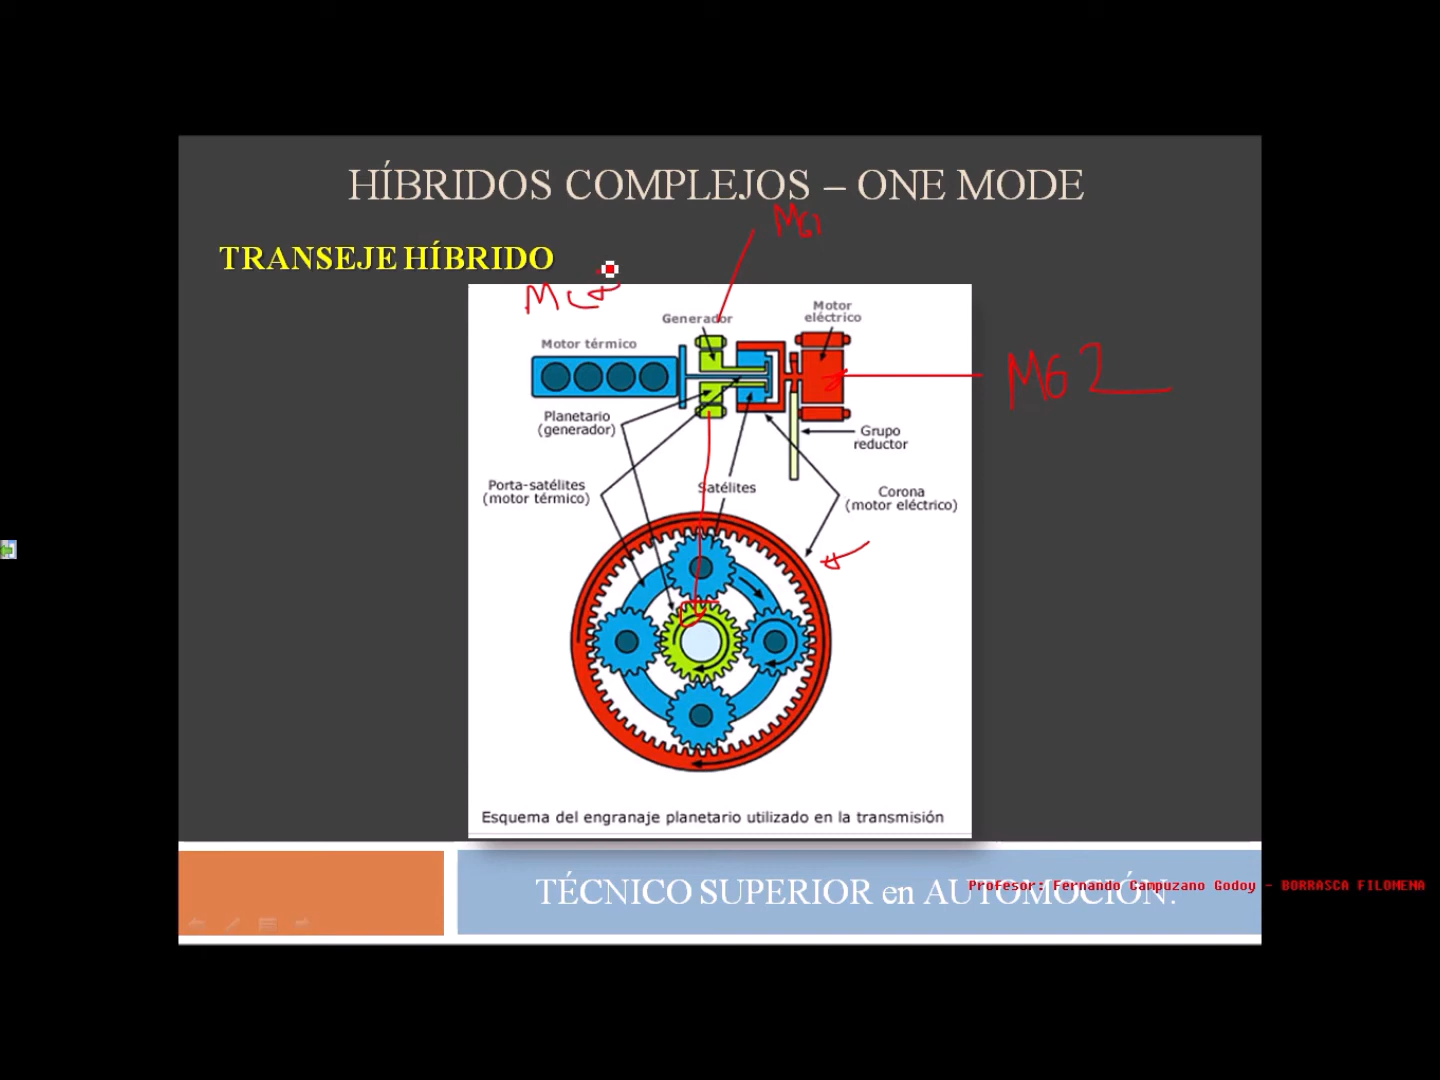 HÍBRIDOS COMPLEJOS – ONE MODE
MG1
TRANSEJE HÍBRIDO
Generador
Motor
eléctrico
Motor térmico
MG2
Planetario
(generador)
Grupo
reductor
Porta-satélites
(motor térmico)
Satélites
Corona
(motor eléctrico)
Esquema del engranaje planetario utilizado en la transmisión
TÉCNICO SUPERIOR en AUTOMOCIÓN.
Profesor: Fernando Campuzano Godoy - BORRASCA FILOMENA